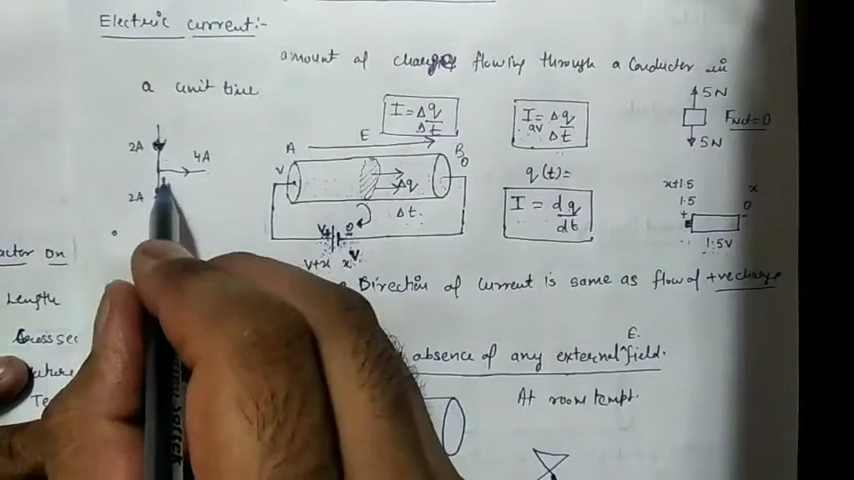 Electric current:-
amount of charge flowing through a Conductor in
a unit time
I = Δq
Δt
I = Δq
av Δt
5N
FNet=0
5N
2A
4A
2A
A
E
B
V
0
Δq
Δt
q(t)=
I = dq
dt
x+1.5
x
1.5
0
+
-
1.5V
V+x
x
V
Direction of current is same as flow of +ve charge
on
Length
absence of any external field.
E
At room tempt.